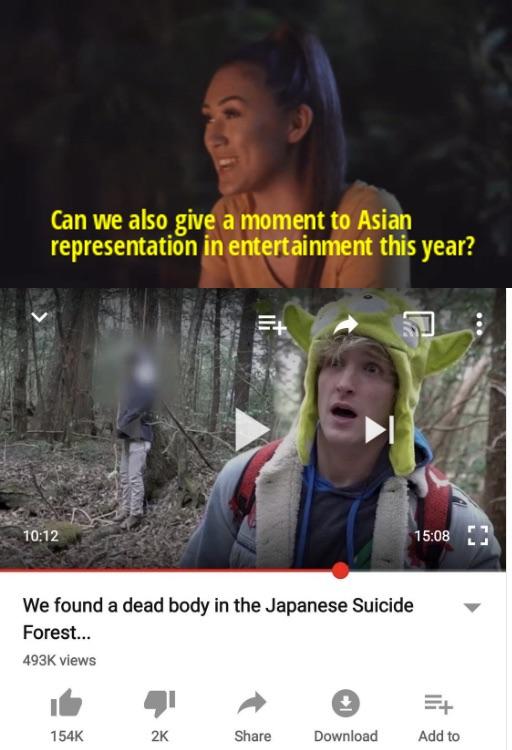 Can we also give a moment to Asian
representation in entertainment this year?
10:12
15:08
We found a dead body in the Japanese Suicide
Forest...
493K views
154K
2K
Share
Download
Add to